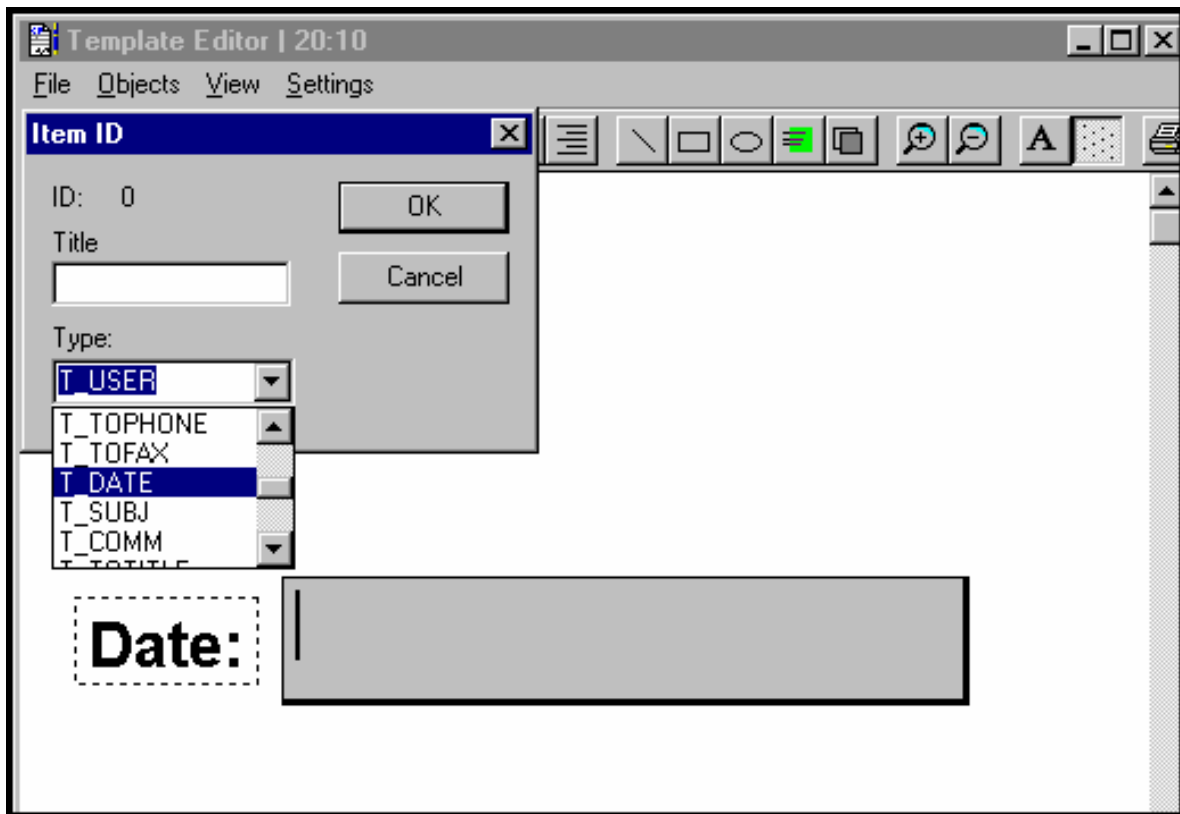 Template Editor | 20:10
File Objects View Settings
Item ID
A
ID: 0
OK
Title
Cancel
Type:
T_USER
T_TOPHONE
T_TOFAX
T_DATE
T_SUBJ
T_COMM
T_TOTITLE
Date: